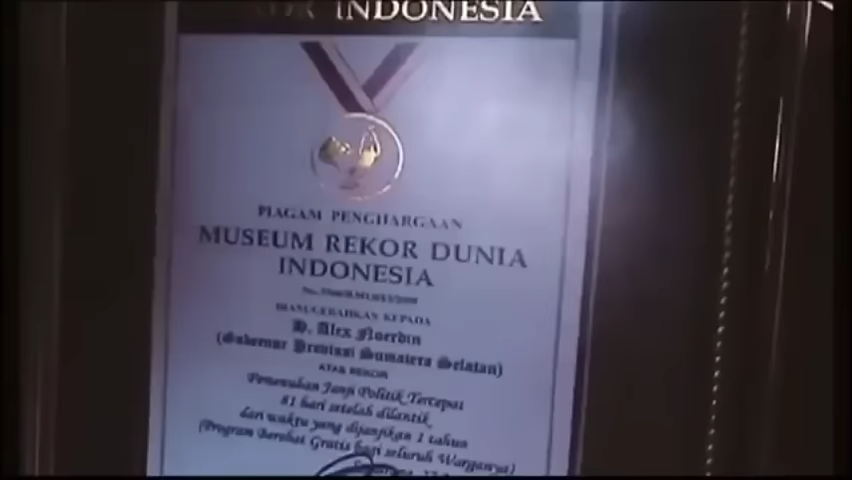 INDONESIA
PIAGAM PENGHARGAAN
MUSEUM REKOR DUNIA
INDONESIA
No.
DIANUGERAHKAN KEPADA
H. Alex Noerdin
(Gubernur Provinsi Sumatera Selatan)
ATAS REKOR
Pemenuhan Janji Politik Tercepat
81 hari setelah dilantik
dari waktu yang dijanjikan 1 tahun
(Program Berobat Gratis bagi seluruh Warganya)